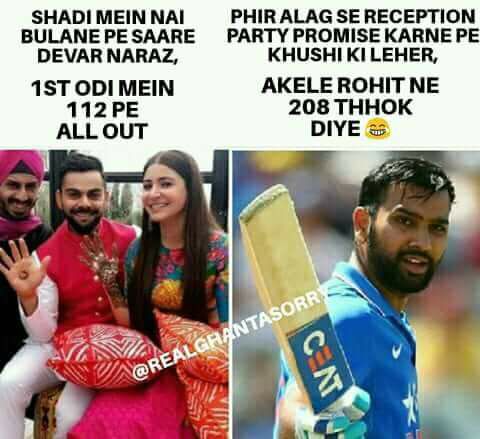 SHADI MEIN NAI
BULANE PE SAARE
DEVAR NARAZ,
1ST ODI MEIN
112 PE
ALL OUT
PHIR ALAG SE RECEPTION
PARTY PROMISE KARNE PE
KHUSHI KI LEHER,
AKELE ROHIT NE
208 THHOK
DIYE 😂
@REALGHANTASORRY
CEAT